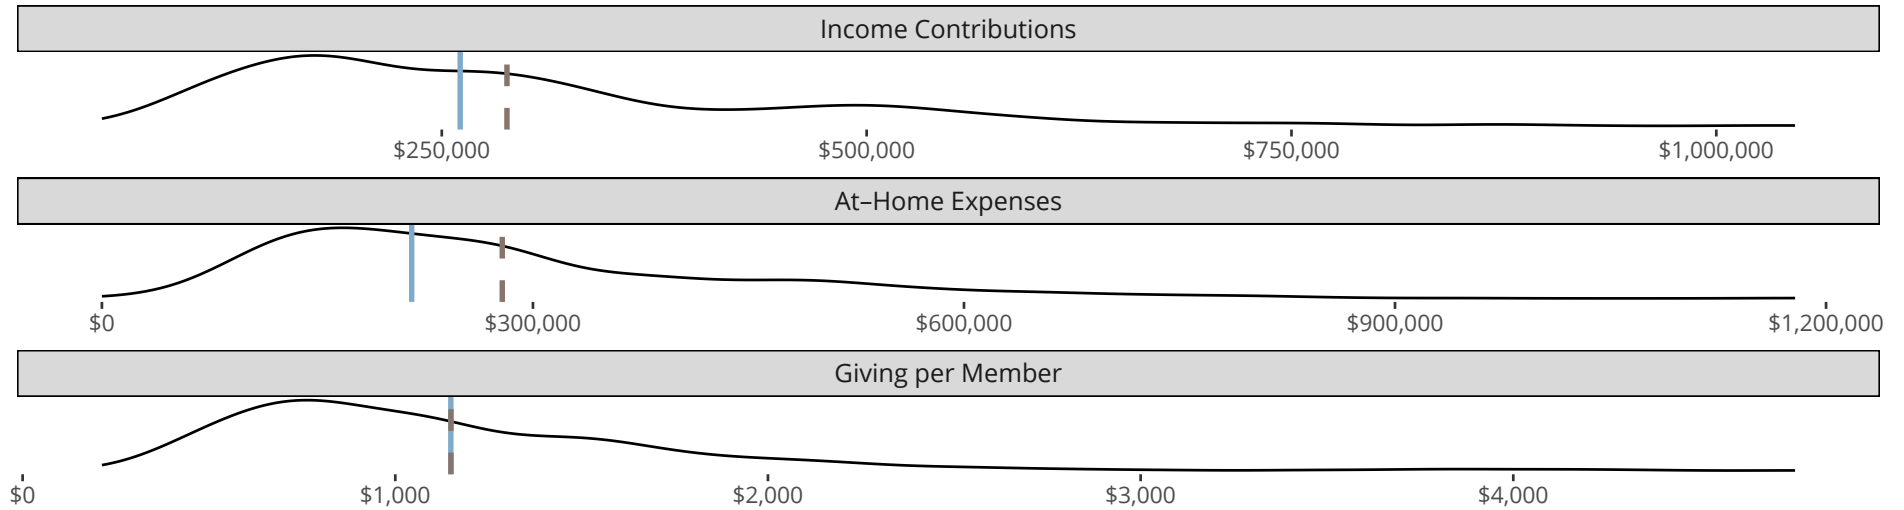 Income Contributions
$250,000 $500,000 $750,000 $1,000,000
At–Home Expenses
$0 $300,000 $600,000 $900,000 $1,200,000
Giving per Member
$0 $1,000 $2,000 $3,000 $4,000